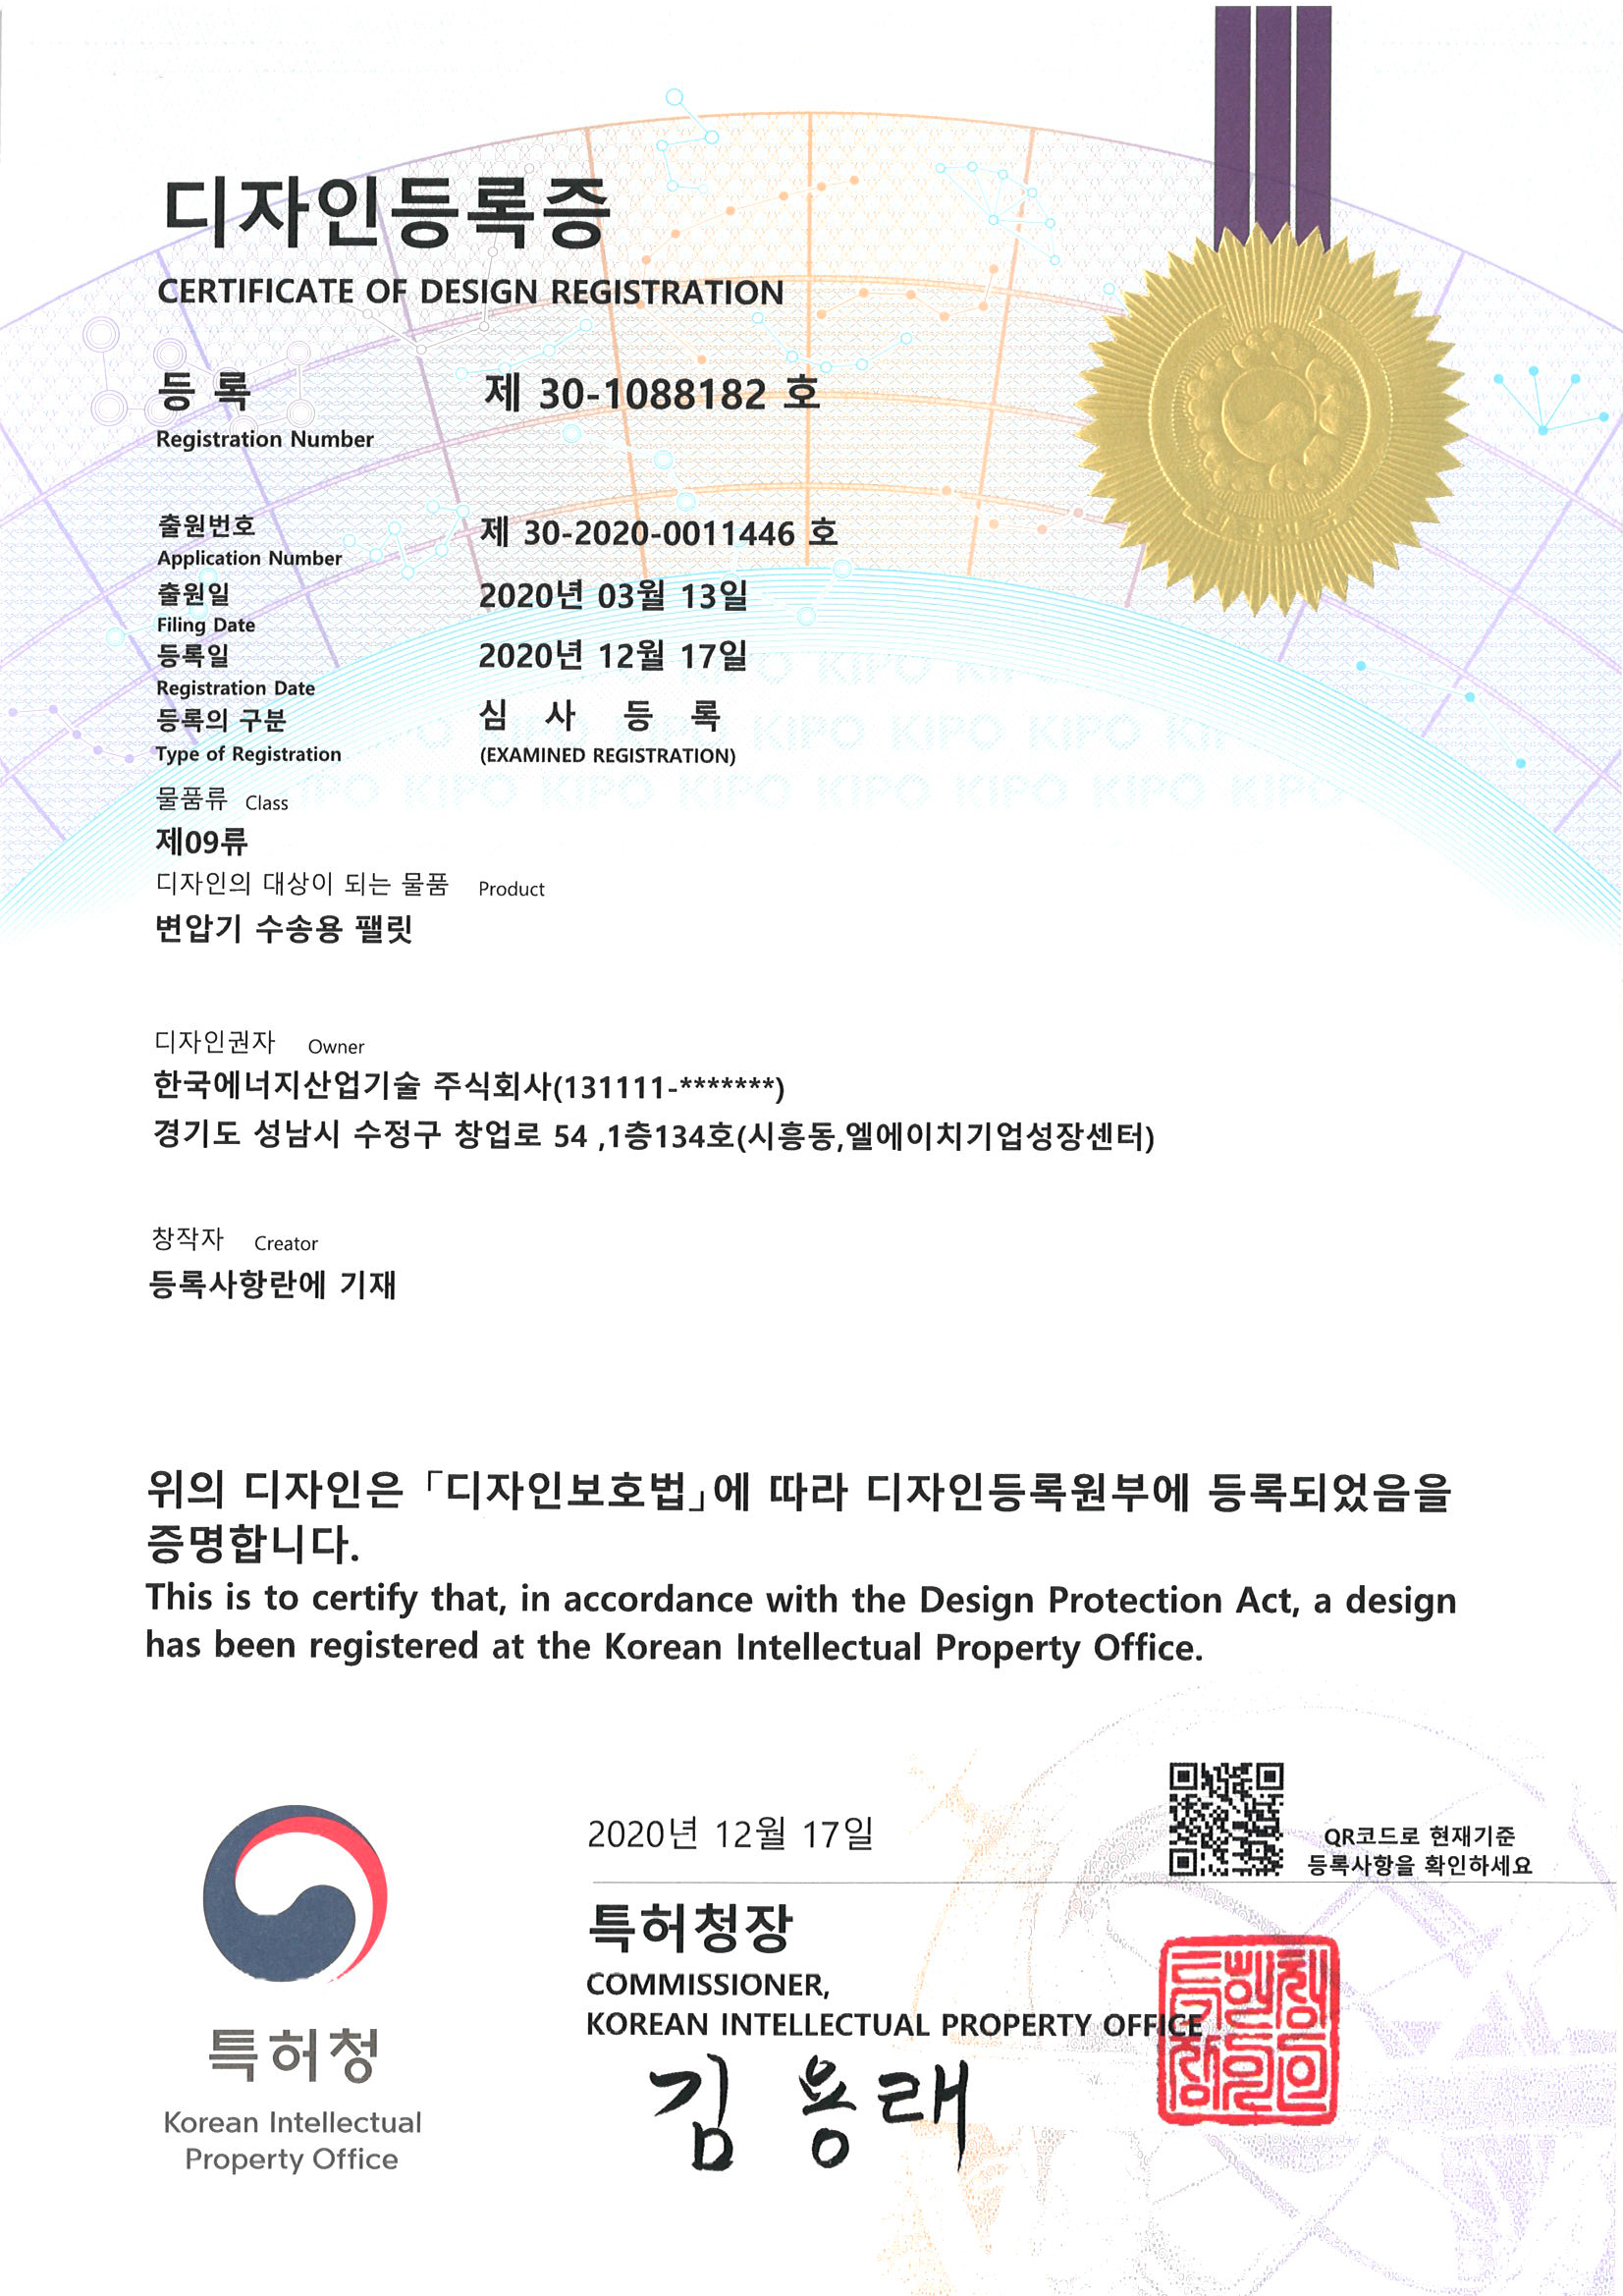 디자인등록증
CERTIFICATE OF DESIGN REGISTRATION
등 록 제 30-1088182 호
Registration Number
출원번호 제 30-2020-0011446 호
Application Number
출원일 2020년 03월 13일
Filing Date
등록일 2020년 12월 17일
Registration Date
등록의 구분 심 사 등 록
Type of Registration (EXAMINED REGISTRATION)
물품류 Class
제09류
디자인의 대상이 되는 물품 Product
변압기 수송용 팰릿
디자인권자 Owner
한국에너지산업기술 주식회사(131111-*******)
경기도 성남시 수정구 창업로 54 ,1층134호(시흥동,엘에이치기업성장센터)
창작자 Creator
등록사항란에 기재
위의 디자인은 「디자인보호법」에 따라 디자인등록원부에 등록되었음을
증명합니다.
This is to certify that, in accordance with the Design Protection Act, a design
has been registered at the Korean Intellectual Property Office.
2020년 12월 17일
QR코드로 현재기준
등록사항을 확인하세요
특허청장
COMMISSIONER,
KOREAN INTELLECTUAL PROPERTY OFFICE
김 용래
특허청
Korean Intellectual
Property Office